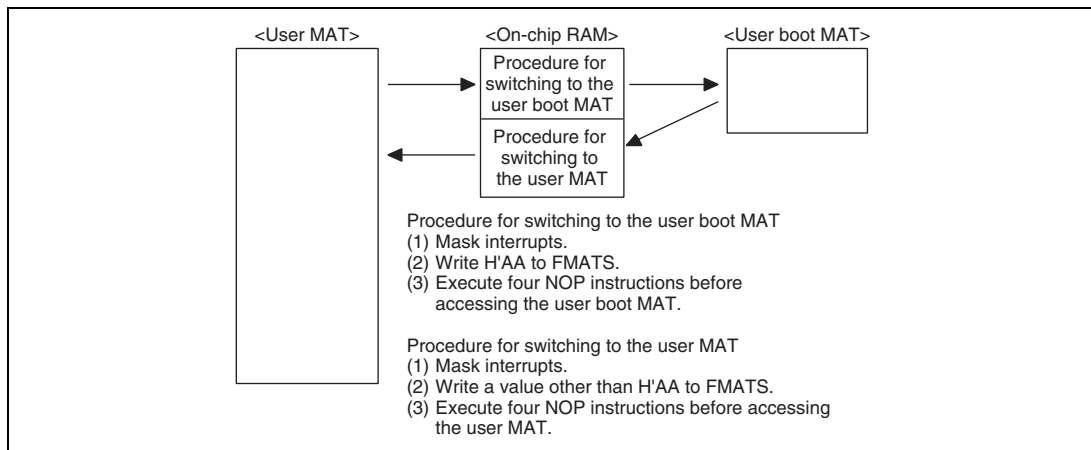 <User MAT>
<On-chip RAM>
<User boot MAT>
Procedure for
switching to the
user boot MAT
Procedure for
switching to
the user MAT
Procedure for switching to the user boot MAT
(1) Mask interrupts.
(2) Write H'AA to FMATS.
(3) Execute four NOP instructions before
accessing the user boot MAT.
Procedure for switching to the user MAT
(1) Mask interrupts.
(2) Write a value other than H'AA to FMATS.
(3) Execute four NOP instructions before accessing
the user MAT.